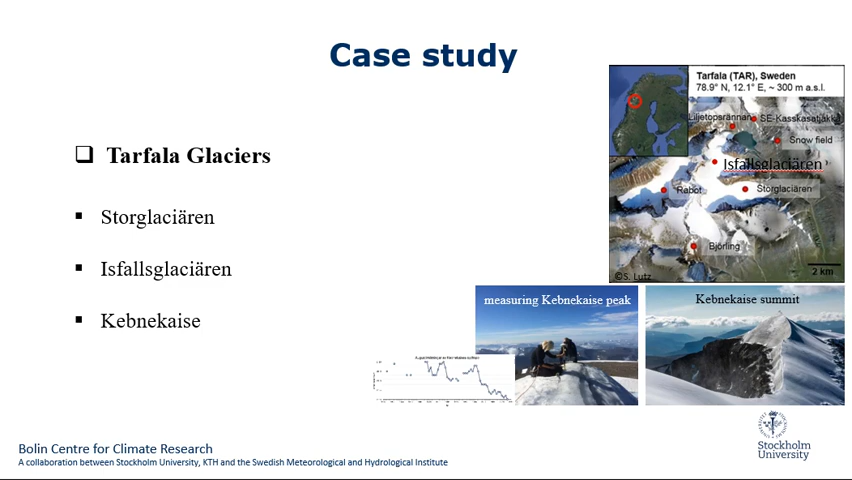 Case study
Tarfala (TAR), Sweden
78.9° N, 12.1° E, ~ 300 m a.s.l.
Liljetopsrännan
SE-Kasskasatjåkka
Snow field
Isfallsglaciären
Rabot
Storglaciären
Björling
©S. Lutz
2 km
Tarfala Glaciers
Storglaciären
Isfallsglaciären
Kebnekaise
measuring Kebnekaise peak
Kebnekaise summit
Bolin Centre for Climate Research
A collaboration between Stockholm University, KTH and the Swedish Meteorological and Hydrological Institute
Stockholm
University